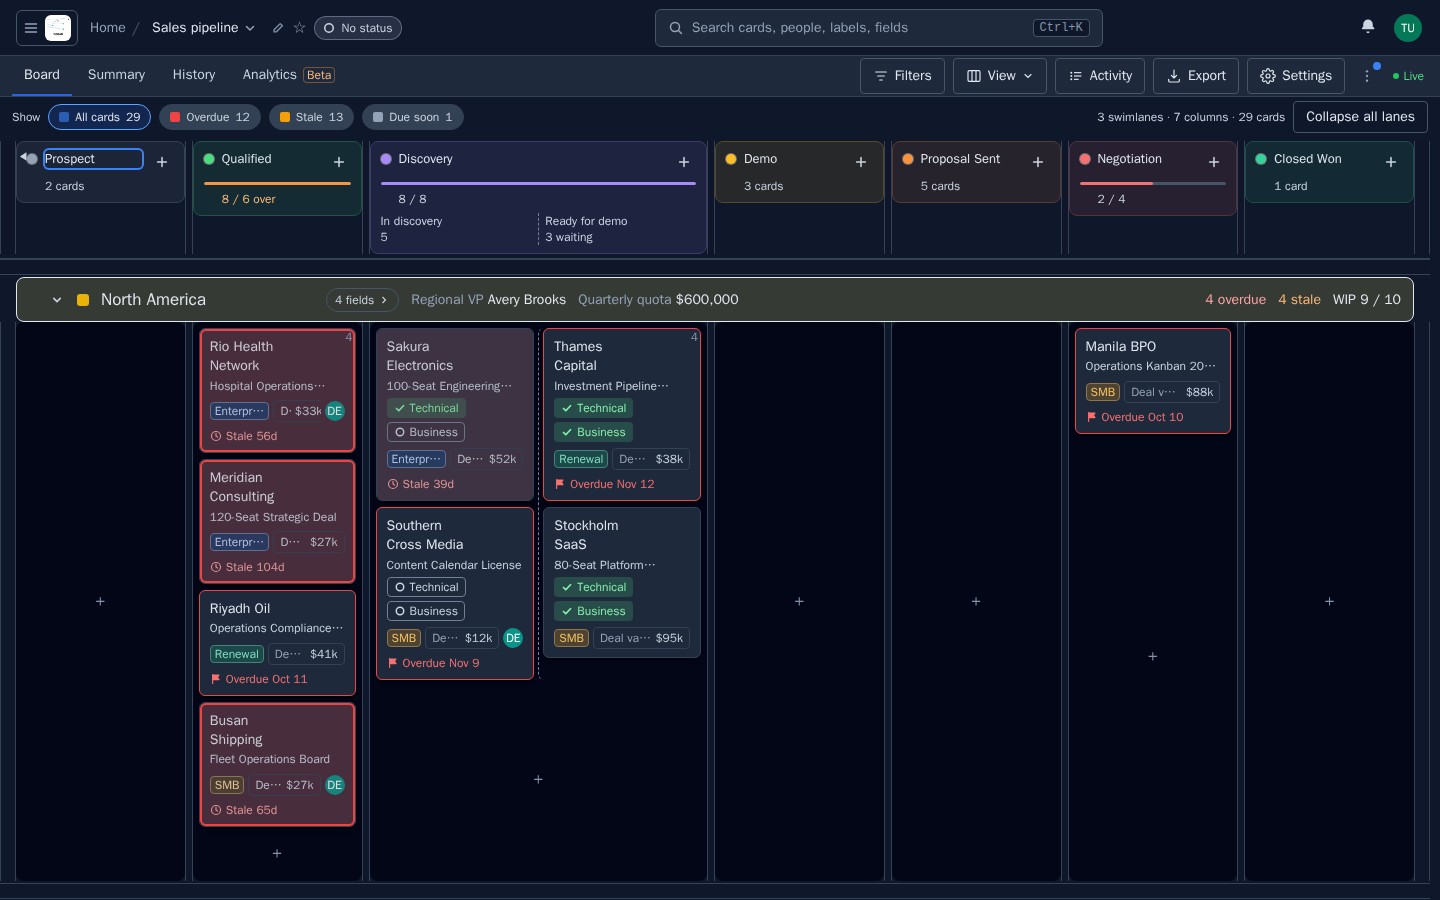 Home / Sales pipeline No status Search cards, people, labels, fields Ctrl+K TU
Board Summary History Analytics Beta Filters View Activity Export Settings Live
Show All cards 29 Overdue 12 Stale 13 Due soon 1 3 swimlanes · 7 columns · 29 cards Collapse all lanes
Prospect
2 cards
Qualified
8 / 6 over
Discovery
8 / 8
In discovery
5
Ready for demo
3 waiting
Demo
3 cards
Proposal Sent
5 cards
Negotiation
2 / 4
Closed Won
1 card
North America 4 fields Regional VP Avery Brooks Quarterly quota $600,000 4 overdue 4 stale WIP 9 / 10
4
Rio Health
Network
Hospital Operations···
Enterpr··· D· $33k DE
Stale 56d
Meridian
Consulting
120-Seat Strategic Deal
Enterpr··· D··· $27k
Stale 104d
Riyadh Oil
Operations Compliance···
Renewal De··· $41k
Overdue Oct 11
Busan
Shipping
Fleet Operations Board
SMB De··· $27k DE
Stale 65d
Sakura
Electronics
100-Seat Engineering···
Technical
Business
Enterpr··· De··· $52k
Stale 39d
Southern
Cross Media
Content Calendar License
Technical
Business
SMB De··· $12k DE
Overdue Nov 9
4
Thames
Capital
Investment Pipeline···
Technical
Business
Renewal De··· $38k
Overdue Nov 12
Stockholm
SaaS
80-Seat Platform···
Technical
Business
SMB Deal va··· $95k
Manila BPO
Operations Kanban 20···
SMB Deal v··· $88k
Overdue Oct 10